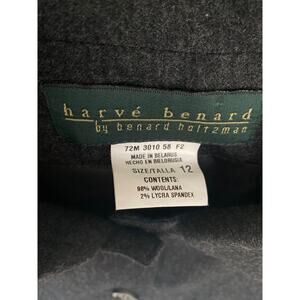 harvé benard
by benard holtzman
72M 3010 58 F2
MADE IN BELARUS
HECHO EN BIELORUSIA
SIZE/TALLA 12
CONTENTS:
98% WOOL/LANA
2% LYCRA SPANDEX